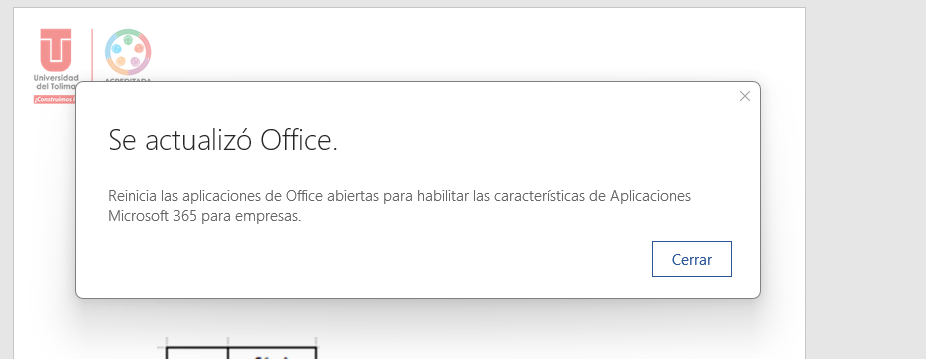 Universidad
del Tolima
ACREDITADA
¡Construimos
Se actualizó Office.
Reinicia las aplicaciones de Office abiertas para habilitar las características de Aplicaciones
Microsoft 365 para empresas.
Cerrar